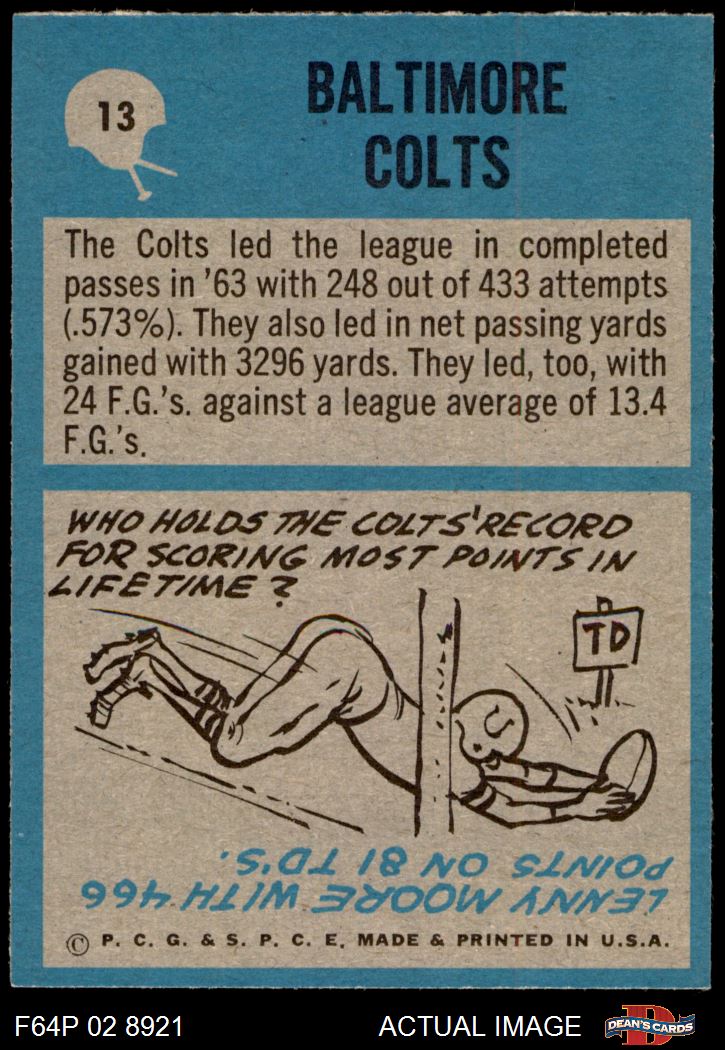 13
BALTIMORE
COLTS
The Colts led the league in completed
passes in '63 with 248 out of 433 attempts
(.573%). They also led in net passing yards
gained with 3296 yards. They led, too, with
24 F.G.'s. against a league average of 13.4
F.G.'s.
WHO HOLDS THE COLTS' RECORD
FOR SCORING MOST POINTS IN
LIFETIME?
TD
LENNY MOORE WITH 466
POINTS ON 81 TD'S.
© P. C. G. & S. P. C. E. MADE & PRINTED IN U.S.A.
F64P 02 8921 ACTUAL IMAGE
D
DEAN'S CARDS